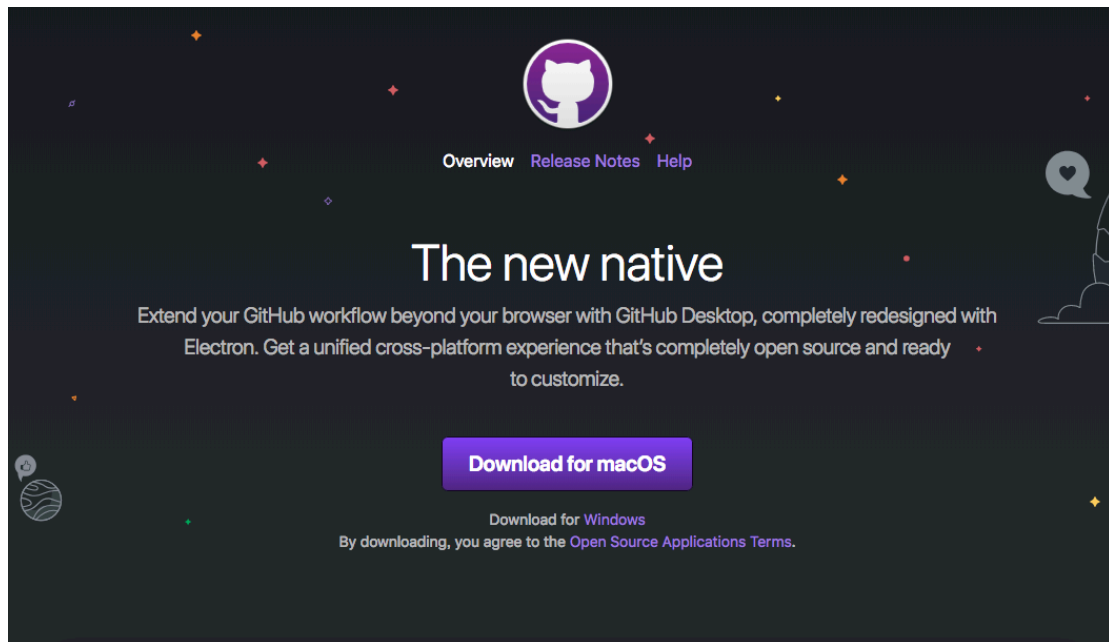 Overview Release Notes Help
The new native
Extend your GitHub workflow beyond your browser with GitHub Desktop, completely redesigned with
Electron. Get a unified cross-platform experience that's completely open source and ready
to customize.
Download for macOS
Download for Windows
By downloading, you agree to the Open Source Applications Terms.